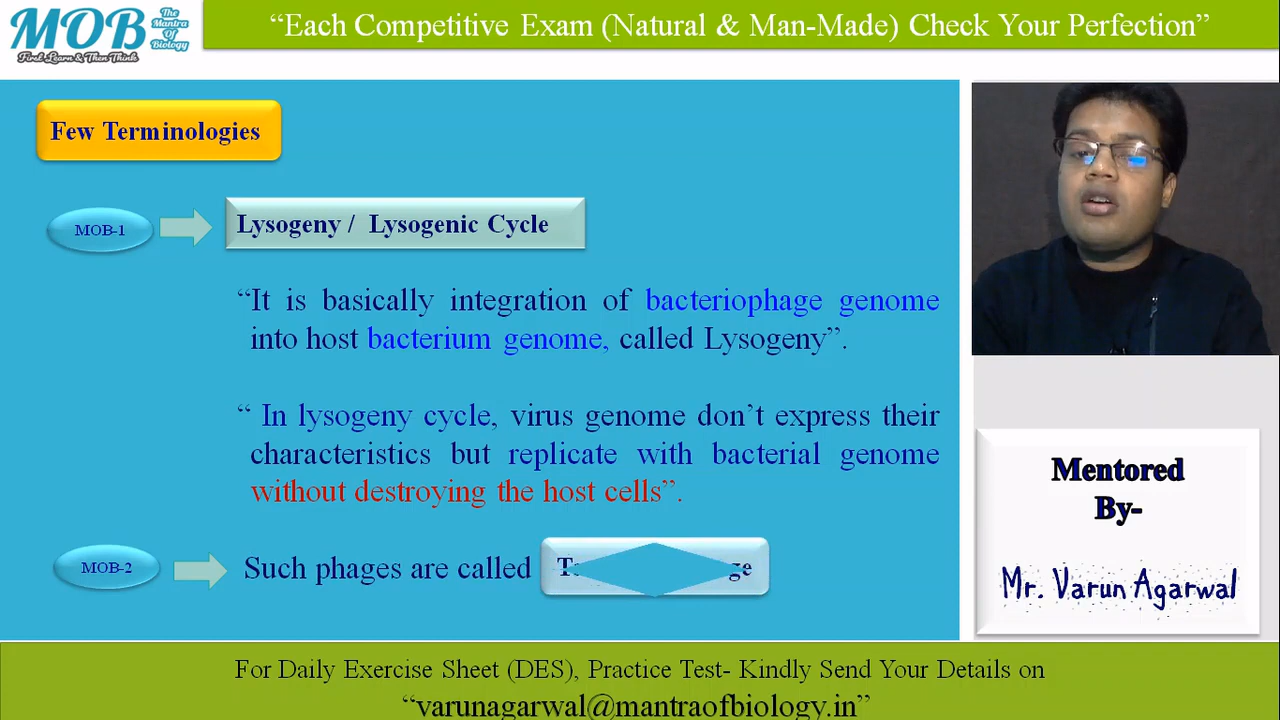 MOB The Mantra Of Biology
First Learn & Then Think
“Each Competitive Exam (Natural & Man-Made) Check Your Perfection”
Few Terminologies
MOB-1
Lysogeny / Lysogenic Cycle
“It is basically integration of bacteriophage genome
into host bacterium genome, called Lysogeny”.
“ In lysogeny cycle, virus genome don’t express their
characteristics but replicate with bacterial genome
without destroying the host cells”.
MOB-2
Such phages are called
Mentored
By-
Mr. Varun Agarwal
For Daily Exercise Sheet (DES), Practice Test- Kindly Send Your Details on
“varunagarwal@mantraofbiology.in”